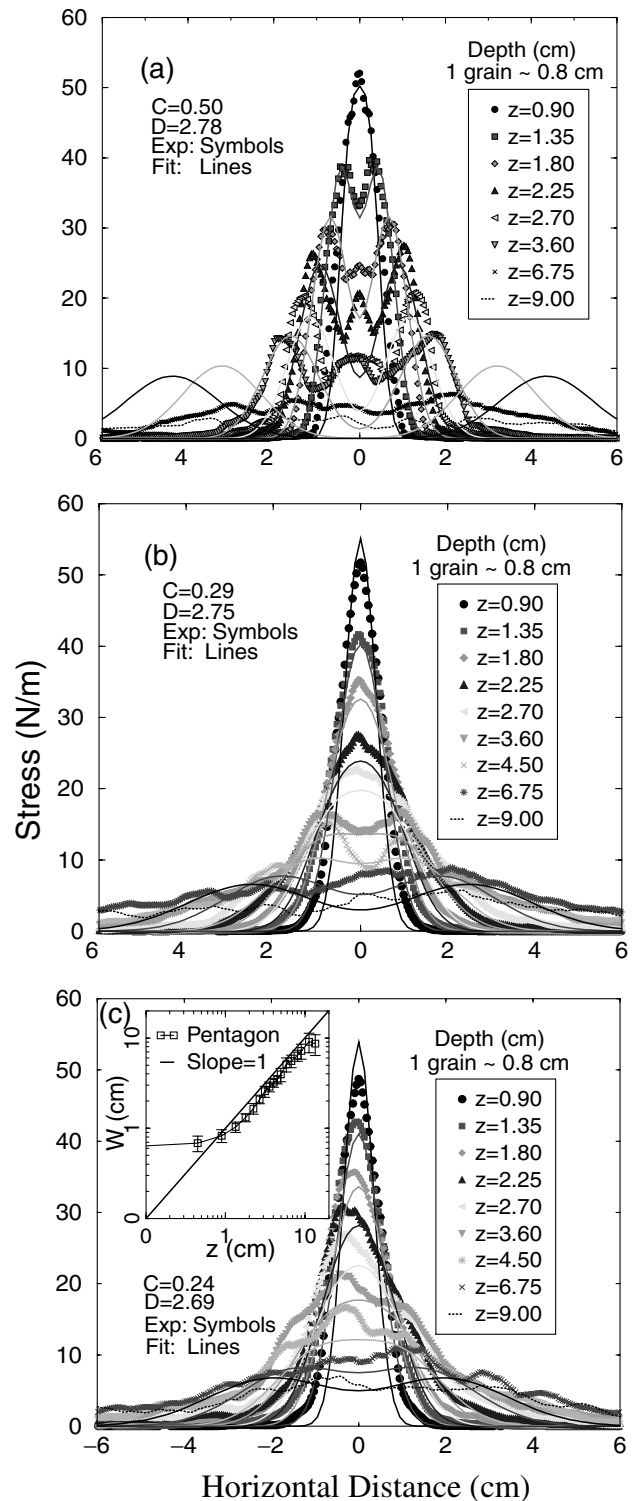 (a)
C=0.50
D=2.78
Exp: Symbols
Fit: Lines
Depth (cm)
1 grain ~ 0.8 cm
z=0.90
z=1.35
z=1.80
z=2.25
z=2.70
z=3.60
z=6.75
z=9.00
60
50
40
30
20
10
0
6 4 2 0 2 4 6
(b)
C=0.29
D=2.75
Exp: Symbols
Fit: Lines
Depth (cm)
1 grain ~ 0.8 cm
z=0.90
z=1.35
z=1.80
z=2.25
z=2.70
z=3.60
z=4.50
z=6.75
z=9.00
Stress (N/m)
60
50
40
30
20
10
0
6 4 2 0 2 4 6
(c)
Pentagon
Slope=1
W (cm)
10
1
0
0 1 10
z (cm)
C=0.24
D=2.69
Exp: Symbols
Fit: Lines
Depth (cm)
1 grain ~ 0.8 cm
z=0.90
z=1.35
z=1.80
z=2.25
z=2.70
z=3.60
z=4.50
z=6.75
z=9.00
60
50
40
30
20
10
0
−6 −4 −2 0 2 4 6
Horizontal Distance (cm)